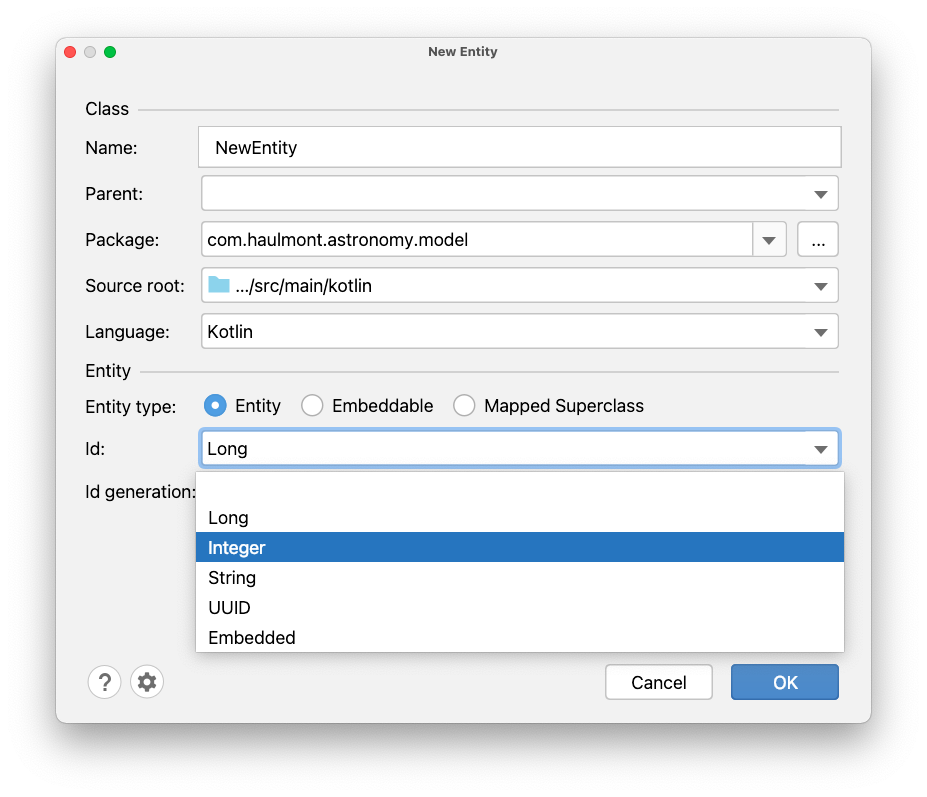 New Entity
Class
Name: NewEntity
Parent:
Package: com.haulmont.astronomy.model ...
Source root: .../src/main/kotlin
Language: Kotlin
Entity
Entity type: Entity Embeddable Mapped Superclass
Id: Long
Id generation:
Long
Integer
String
UUID
Embedded
? Cancel OK